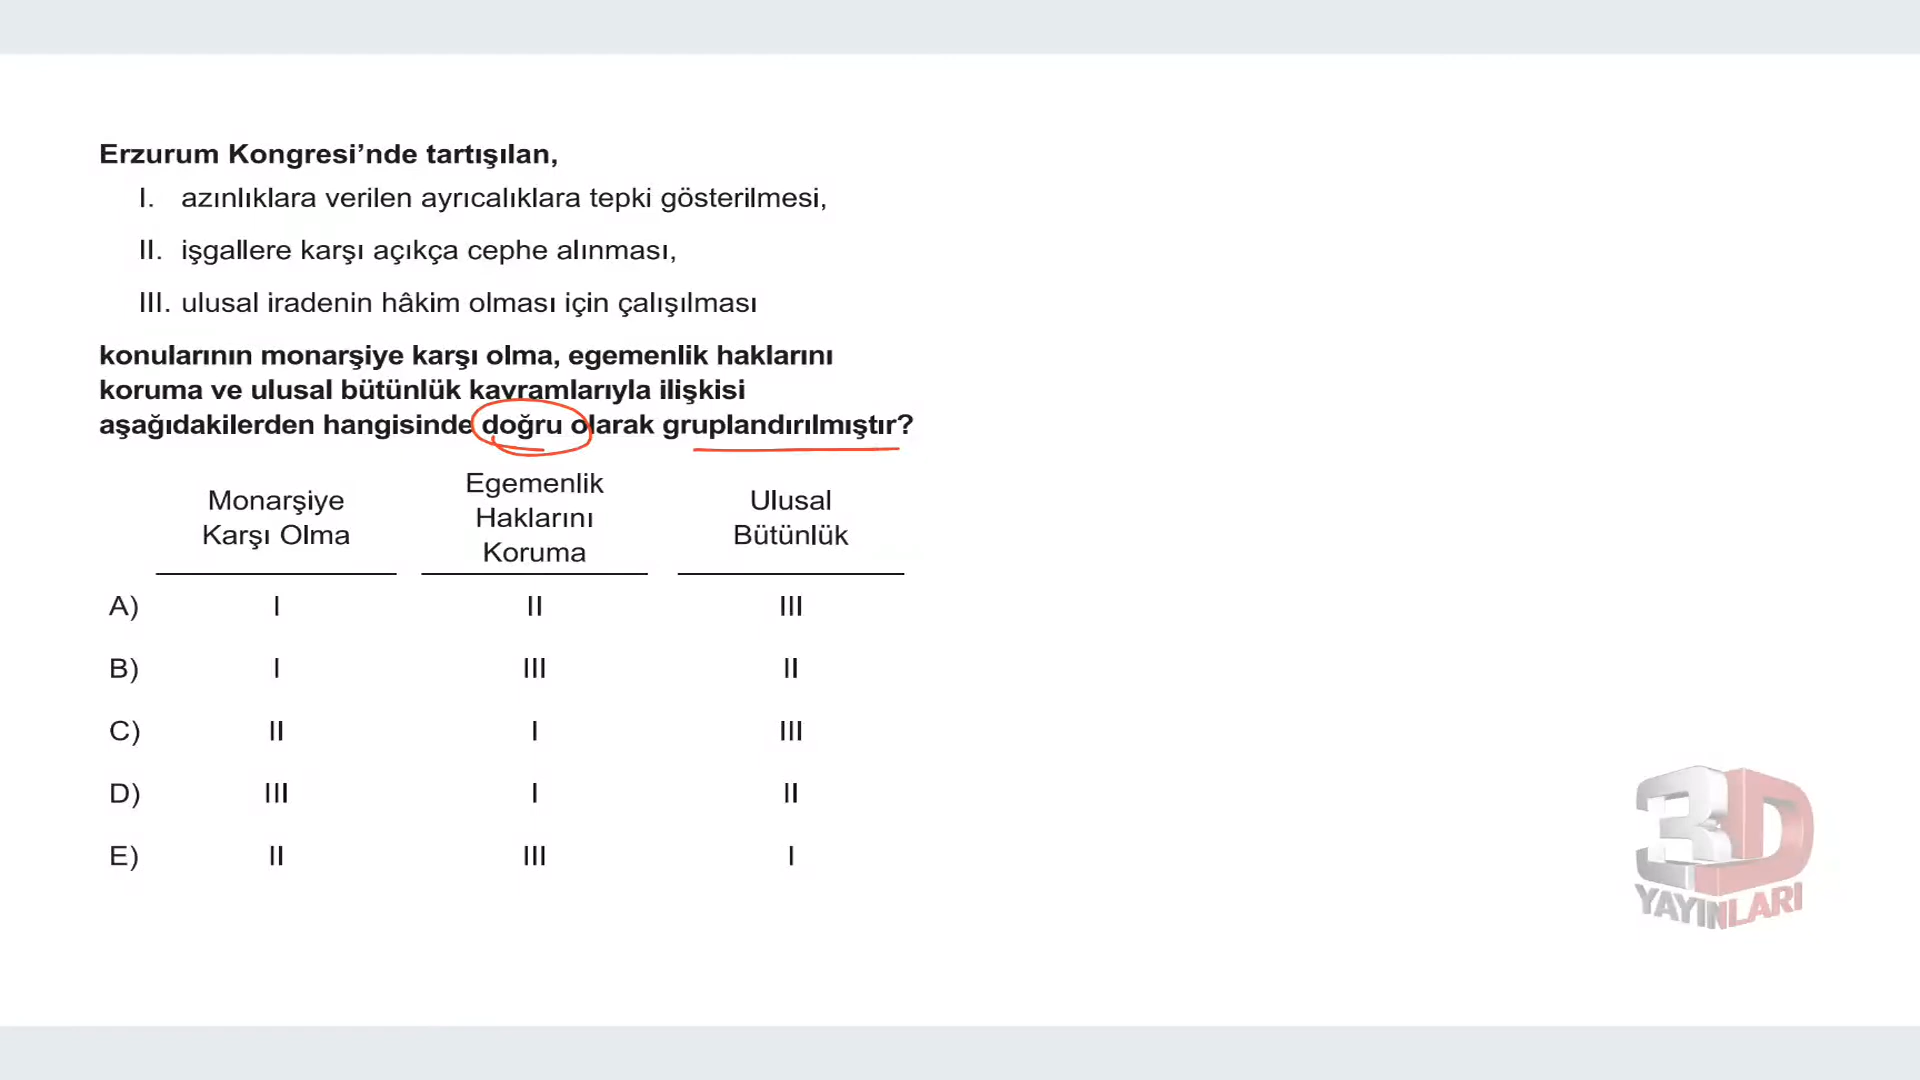 Erzurum Kongresi’nde tartışılan,
I. azınlıklara verilen ayrıcalıklara tepki gösterilmesi,
II. işgallere karşı açıkça cephe alınması,
III. ulusal iradenin hâkim olması için çalışılması
konularının monarşiye karşı olma, egemenlik haklarını
koruma ve ulusal bütünlük kavramlarıyla ilişkisi
aşağıdakilerden hangisinde doğru olarak gruplandırılmıştır?
Monarşiye Karşı Olma
Egemenlik Haklarını Koruma
Ulusal Bütünlük
A) I II III
B) I III II
C) II I III
D) III I II
E) II III I
3D
YAYINLARI